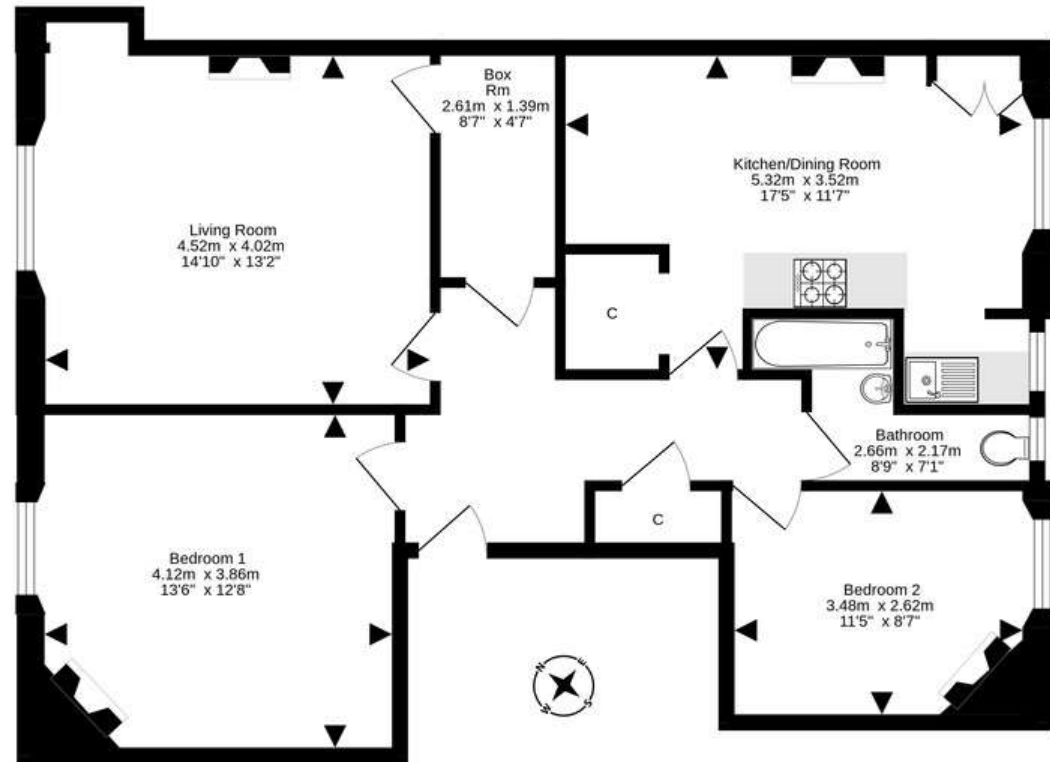 Box
Rm
2.61m x 1.39m
8'7" x 4'7"
Kitchen/Dining Room
5.32m x 3.52m
17'5" x 11'7"
Living Room
4.52m x 4.02m
14'10" x 13'2"
C
Bathroom
2.66m x 2.17m
8'9" x 7'1"
C
Bedroom 1
4.12m x 3.86m
13'6" x 12'8"
Bedroom 2
3.48m x 2.62m
11'5" x 8'7"
N
E
W
S